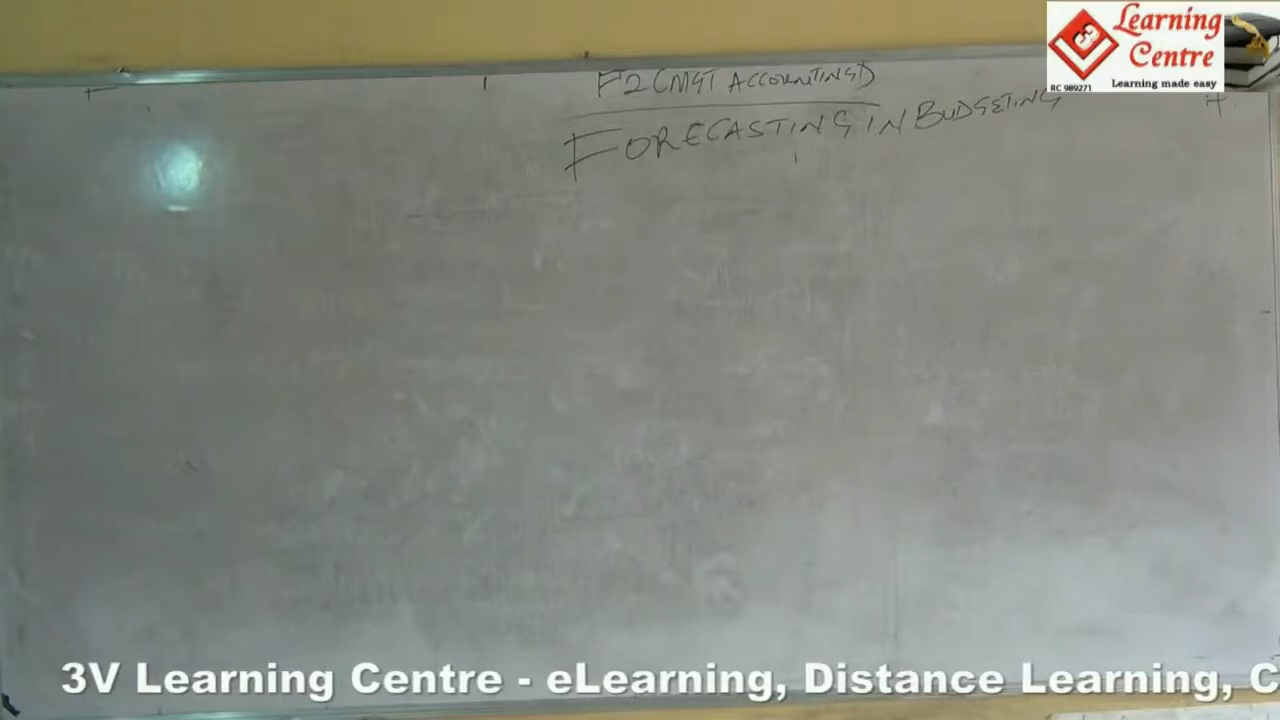 Learning
Centre
RC 989271
Learning made easy
F2 (MGT ACCOUNTING)
FORECASTING IN BUDGETING
3V Learning Centre - eLearning, Distance Learning, C